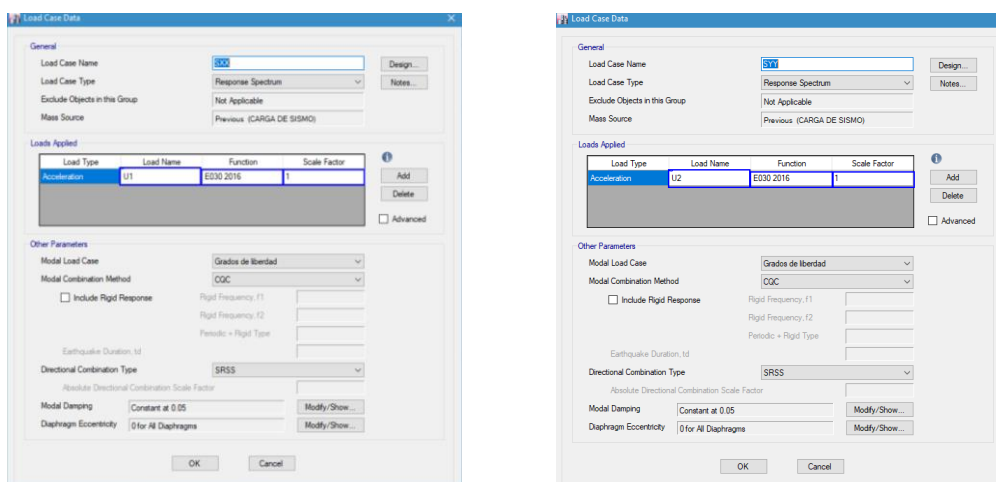 Load Case Data
General
Load Case Name SXX Design...
Load Case Type Response Spectrum Notes...
Exclude Objects in this Group Not Applicable
Mass Source Previous (CARGA DE SISMO)
Loads Applied
Load Type Load Name Function Scale Factor
Acceleration U1 E030 2016 1 Add
Delete
Advanced
Other Parameters
Modal Load Case Grados de libertad
Modal Combination Method CQC
Include Rigid Response Rigid Frequency, f1
Rigid Frequency, f2
Periodic + Rigid Type
Earthquake Duration, td
Directional Combination Type SRSS
Absolute Directional Combination Scale Factor
Modal Damping Constant at 0.05 Modify/Show...
Diaphragm Eccentricity 0 for All Diaphragms Modify/Show...
OK Cancel
Load Case Data
General
Load Case Name SYY Design...
Load Case Type Response Spectrum Notes...
Exclude Objects in this Group Not Applicable
Mass Source Previous (CARGA DE SISMO)
Loads Applied
Load Type Load Name Function Scale Factor
Acceleration U2 E030 2016 1 Add
Delete
Advanced
Other Parameters
Modal Load Case Grados de libertad
Modal Combination Method CQC
Include Rigid Response Rigid Frequency, f1
Rigid Frequency, f2
Periodic + Rigid Type
Earthquake Duration, td
Directional Combination Type SRSS
Absolute Directional Combination Scale Factor
Modal Damping Constant at 0.05 Modify/Show...
Diaphragm Eccentricity 0 for All Diaphragms Modify/Show...
OK Cancel